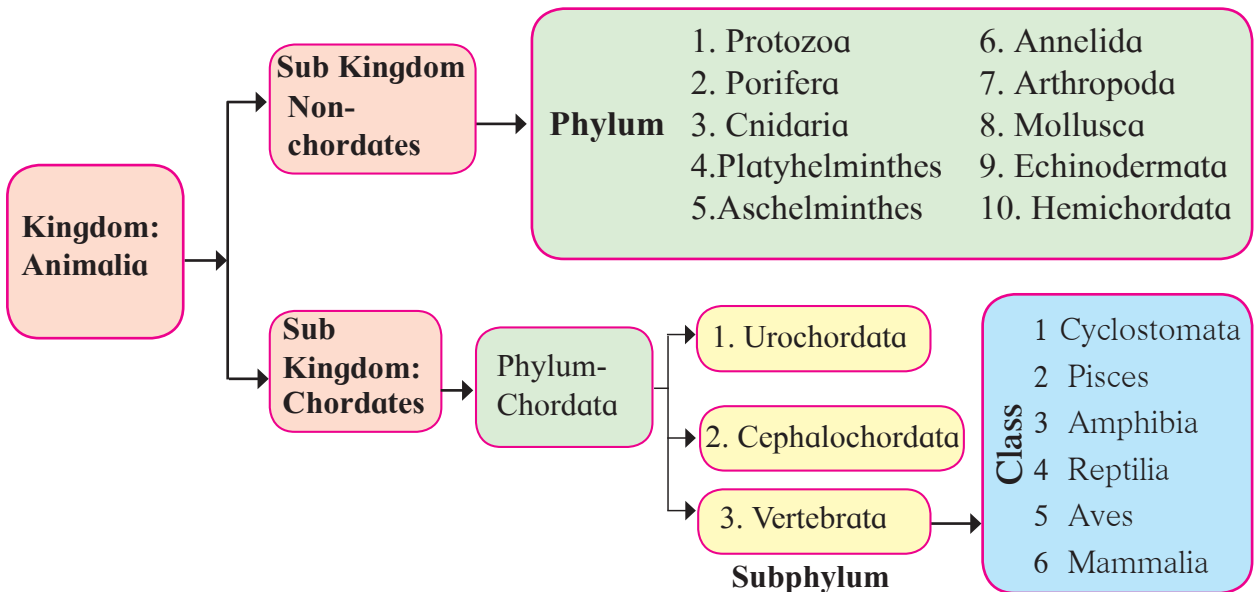 Kingdom:
Animalia
Sub Kingdom
Non-
chordates
Phylum
1. Protozoa
2. Porifera
3. Cnidaria
4.Platyhelminthes
5.Aschelminthes
6. Annelida
7. Arthropoda
8. Mollusca
9. Echinodermata
10. Hemichordata
Sub
Kingdom:
Chordates
Phylum-
Chordata
1. Urochordata
2. Cephalochordata
3. Vertebrata
Subphylum
Class
1 Cyclostomata
2 Pisces
3 Amphibia
4 Reptilia
5 Aves
6 Mammalia